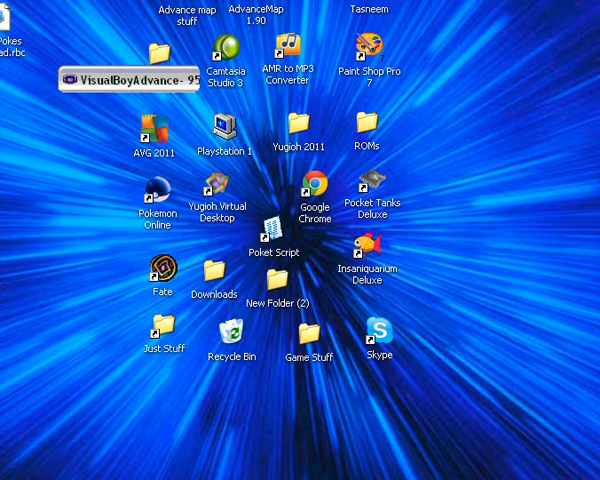 Advance map
stuff
AdvanceMap
1.90
Tasneem
Pokes
ad.rbc
Camtasia
Studio 3
AMR to MP3
Converter
Paint Shop Pro
7
VisualBoyAdvance- 95
AVG 2011
Playstation 1
Yugioh 2011
ROMs
Pokemon
Online
Yugioh Virtual
Desktop
Google
Chrome
Pocket Tanks
Deluxe
Poket Script
Insaniquarium
Deluxe
Fate
Downloads
New Folder (2)
Just Stuff
Recycle Bin
Game Stuff
Skype